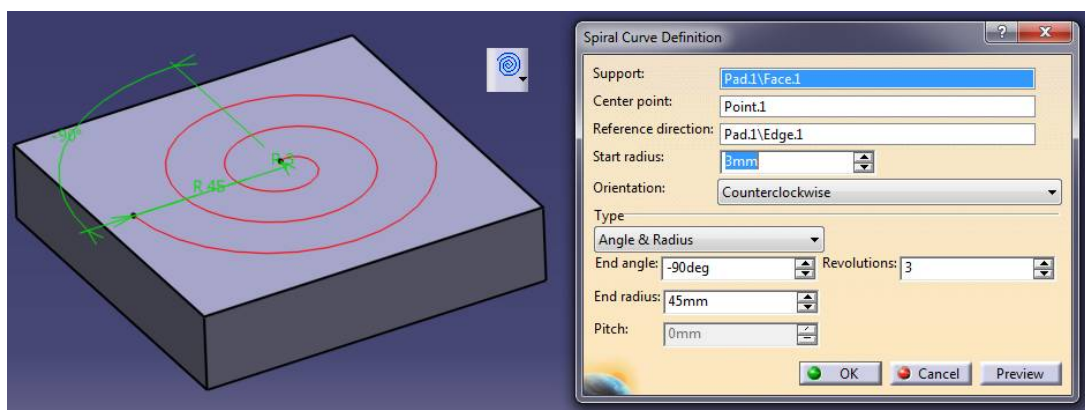 -90°
R 3
R 45
Spiral Curve Definition
Support: Pad.1\Face.1
Center point: Point.1
Reference direction: Pad.1\Edge.1
Start radius: 3mm
Orientation: Counterclockwise
Type
Angle & Radius
End angle: -90deg Revolutions: 3
End radius: 45mm
Pitch: 0mm
OK Cancel Preview